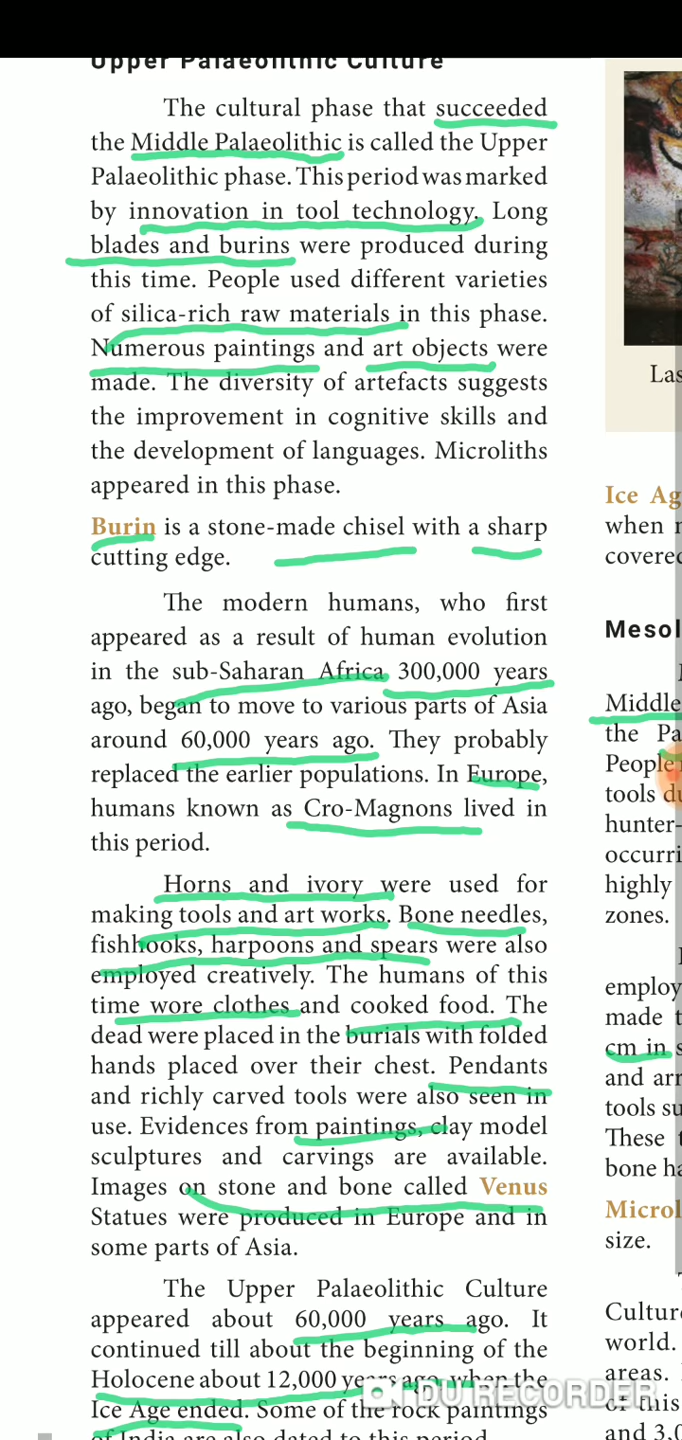 Upper Palaeolithic Culture
The cultural phase that succeeded
the Middle Palaeolithic is called the Upper
Palaeolithic phase. This period was marked
by innovation in tool technology. Long
blades and burins were produced during
this time. People used different varieties
of silica-rich raw materials in this phase.
Numerous paintings and art objects were
made. The diversity of artefacts suggests
the improvement in cognitive skills and
the development of languages. Microliths
appeared in this phase.
Burin is a stone-made chisel with a sharp
cutting edge.
The modern humans, who first
appeared as a result of human evolution
in the sub-Saharan Africa 300,000 years
ago, began to move to various parts of Asia
around 60,000 years ago. They probably
replaced the earlier populations. In Europe,
humans known as Cro-Magnons lived in
this period.
Horns and ivory were used for
making tools and art works. Bone needles,
fishhooks, harpoons and spears were also
employed creatively. The humans of this
time wore clothes and cooked food. The
dead were placed in the burials with folded
hands placed over their chest. Pendants
and richly carved tools were also seen in
use. Evidences from paintings, clay model
sculptures and carvings are available.
Images on stone and bone called Venus
Statues were produced in Europe and in
some parts of Asia.
The Upper Palaeolithic Culture
appeared about 60,000 years ago. It
continued till about the beginning of the
Holocene about 12,000 years ago, when the
Ice Age ended. Some of the rock paintings
of India are also dated to this period.
Las
Ice Ag
when
covered
Mesol
Middle
the Pa
People
tools du
hunter-
occurri
highly
zones.
employ
made t
cm in s
and arr
tools su
These t
bone ha
Microl
size.
Culture
world.
areas.
of this
and 3,0
DU RECORDER